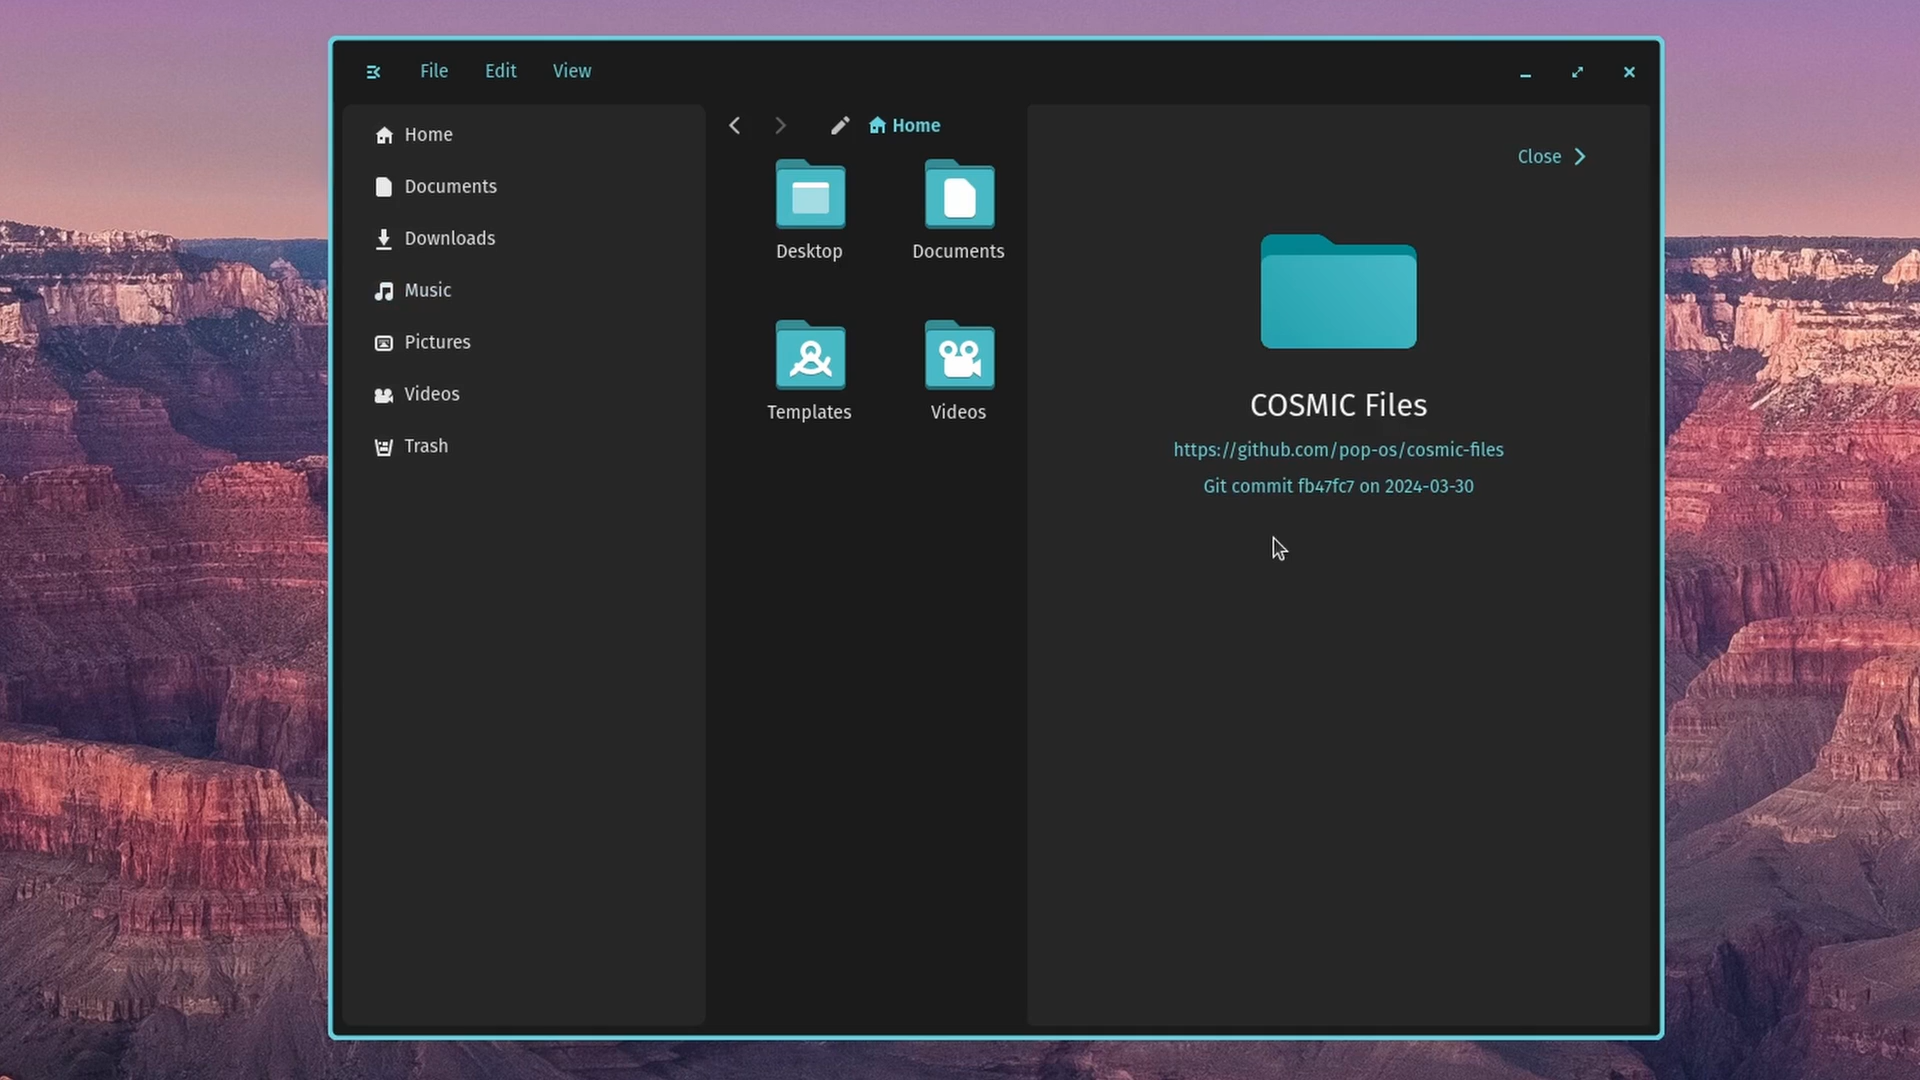 File Edit View
Home
Documents
Downloads
Music
Pictures
Videos
Trash
Home
Desktop Documents
Templates Videos
Close
COSMIC Files
https://github.com/pop-os/cosmic-files
Git commit fb47fc7 on 2024-03-30